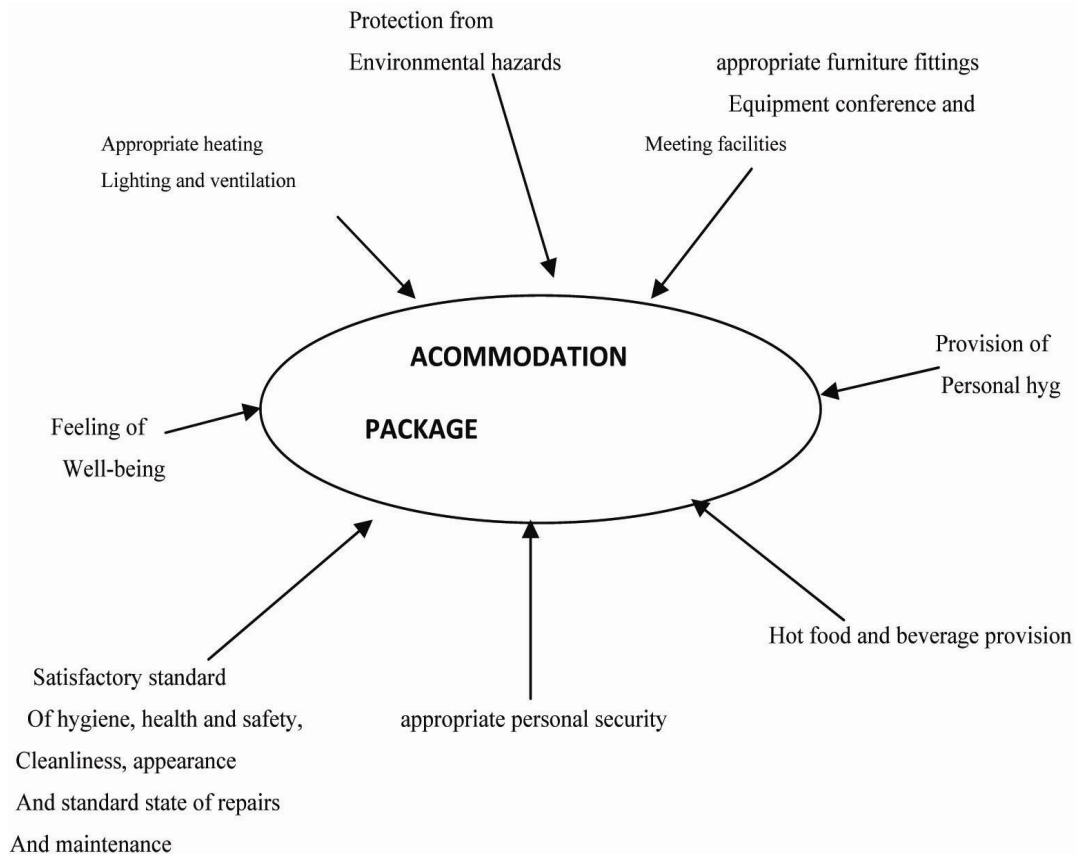 Protection from
Environmental hazards
appropriate furniture fittings
Equipment conference and
Meeting facilities
Appropriate heating
Lighting and ventilation
ACOMMODATION
PACKAGE
Provision of
Personal hyg
Feeling of
Well-being
Hot food and beverage provision
Satisfactory standard
Of hygiene, health and safety,
Cleanliness, appearance
And standard state of repairs
And maintenance
appropriate personal security